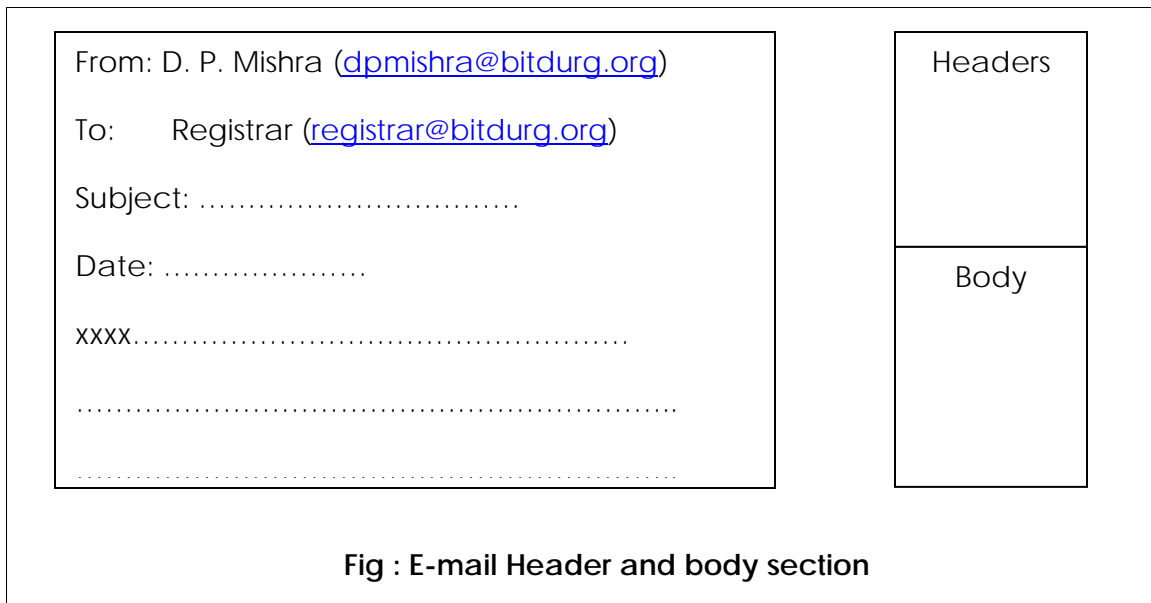 From: D. P. Mishra (dpmishra@bitdurg.org)
To: Registrar (registrar@bitdurg.org)
Subject: ……………………………
Date: …………………
xxxx……………………………………………
……………………………………………………..
……………………………………………………..
Headers
Body
Fig : E-mail Header and body section